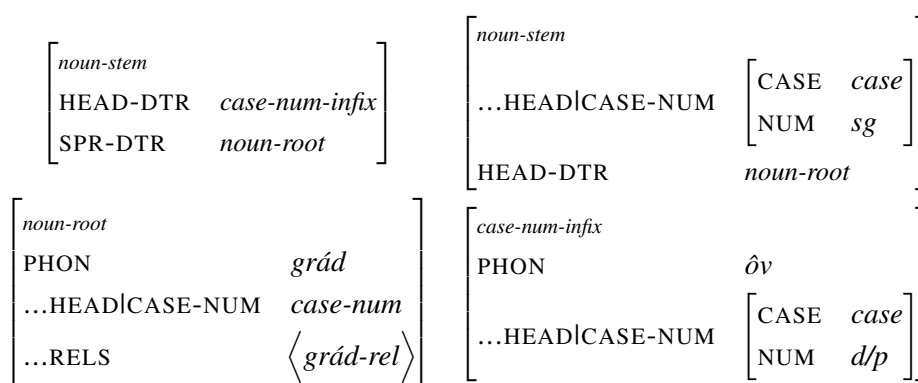 noun-stem
HEAD-DTR case-num-infix
SPR-DTR noun-root
noun-stem
...HEAD|CASE-NUM [CASE case
NUM sg]
HEAD-DTR noun-root
noun-root
PHON grád
...HEAD|CASE-NUM case-num
...RELS ⟨grád-rel⟩
case-num-infix
PHON ôv
...HEAD|CASE-NUM [CASE case
NUM d/p]